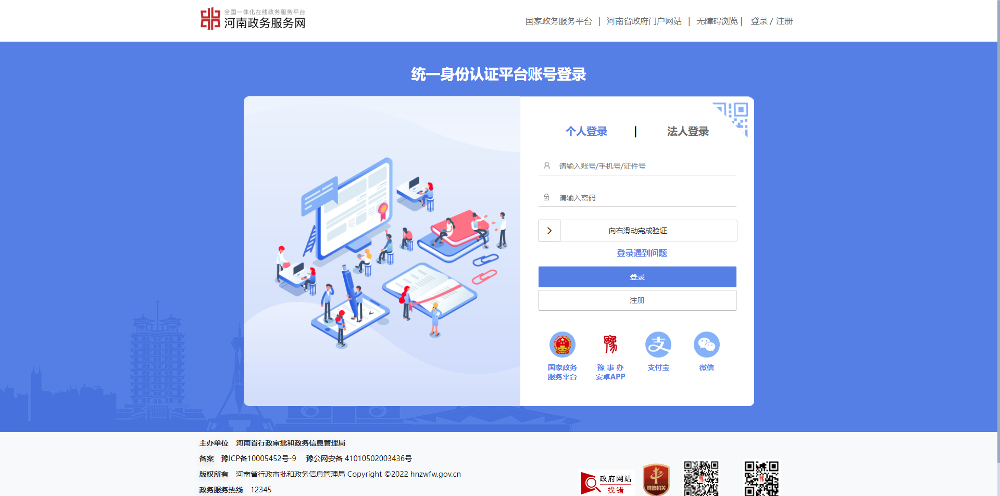 全国一体化在线政务服务平台
河南政务服务网
国家政务服务平台 | 河南省政府门户网站 | 无障碍浏览 | 登录 / 注册
统一身份认证平台账号登录
个人登录 | 法人登录
请输入账号/手机号/证件号
请输入密码
向右滑动完成验证
登录遇到问题
登录
注册
豫
支
国家政务
服务平台
豫 事 办
安卓APP
支付宝
微信
主办单位 河南省行政审批和政务信息管理局
备案 豫ICP备10005452号-9 豫公网安备 41010502003436号
版权所有 河南省行政审批和政务信息管理局 Copyright ©2022 hnzwfw.gov.cn
政务服务热线 12345
政府网站
找错
党政机关